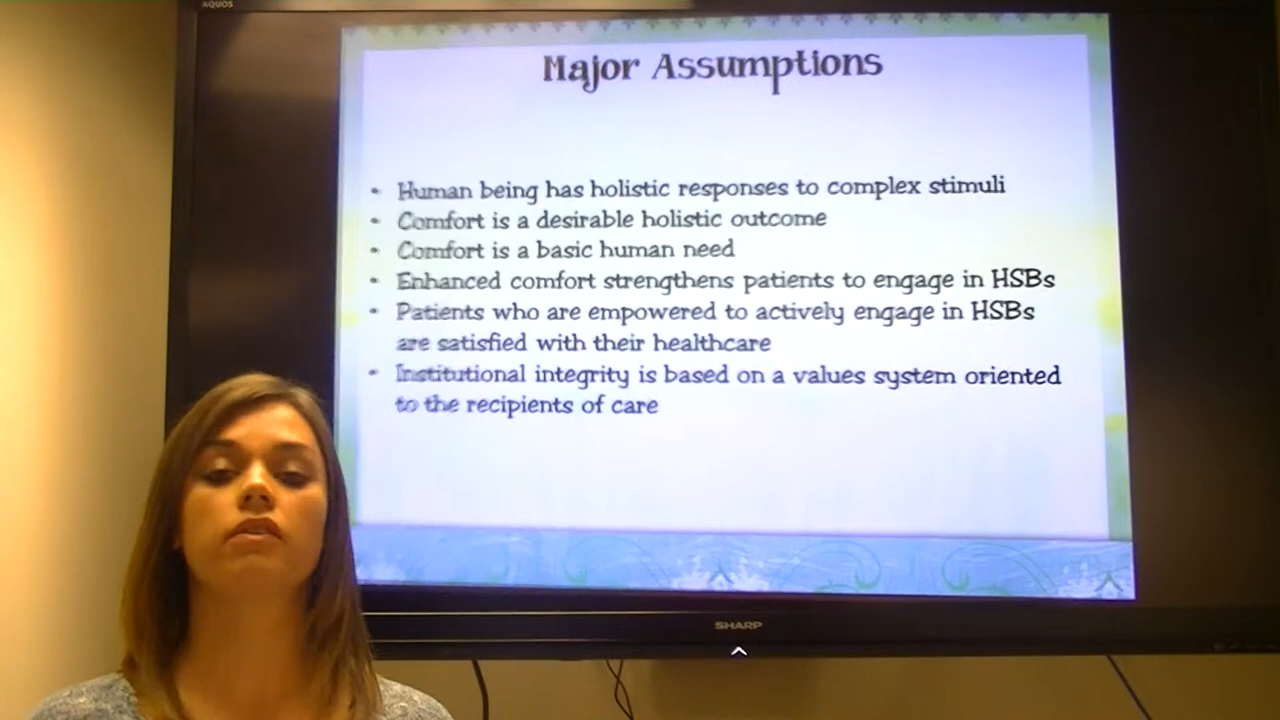 AQUOS
Major Assumptions
- Human being has holistic responses to complex stimuli
- Comfort is a desirable holistic outcome
- Comfort is a basic human need
- Enhanced comfort strengthens patients to engage in HSBs
- Patients who are empowered to actively engage in HSBs
are satisfied with their healthcare
- Institutional integrity is based on a values system oriented
to the recipients of care
SHARP